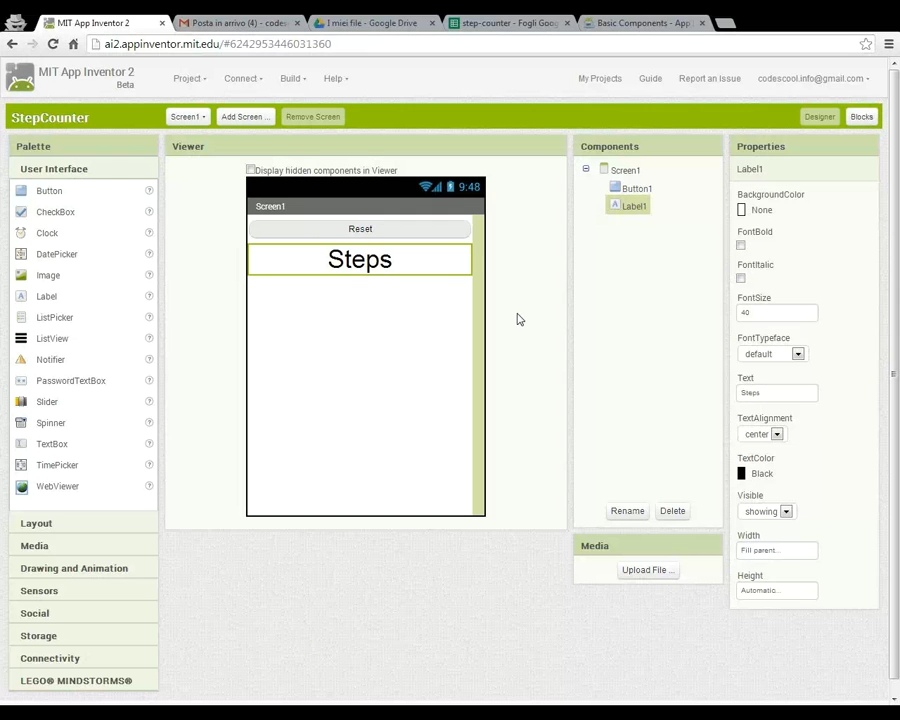 MIT App Inventor 2
Posta in arrivo (4) - codes
I miei file - Google Drive
step-counter - Fogli Goo
Basic Components - App I
ai2.appinventor.mit.edu/#6242953446031360
MIT App Inventor 2
Beta
Project
Connect
Build
Help
My Projects
Guide
Report an Issue
codescool.info@gmail.com
StepCounter
Screen1
Add Screen ...
Remove Screen
Designer
Blocks
Palette
User Interface
Button
CheckBox
Clock
DatePicker
Image
Label
ListPicker
ListView
Notifier
PasswordTextBox
Slider
Spinner
TextBox
TimePicker
WebViewer
Layout
Media
Drawing and Animation
Sensors
Social
Storage
Connectivity
LEGO® MINDSTORMS®
Viewer
Display hidden components in Viewer
9:48
Screen1
Reset
Steps
Components
Screen1
Button1
Label1
Rename
Delete
Media
Upload File ...
Properties
Label1
BackgroundColor
None
FontBold
FontItalic
FontSize
40
FontTypeface
default
Text
Steps
TextAlignment
center
TextColor
Black
Visible
showing
Width
Fill parent...
Height
Automatic...